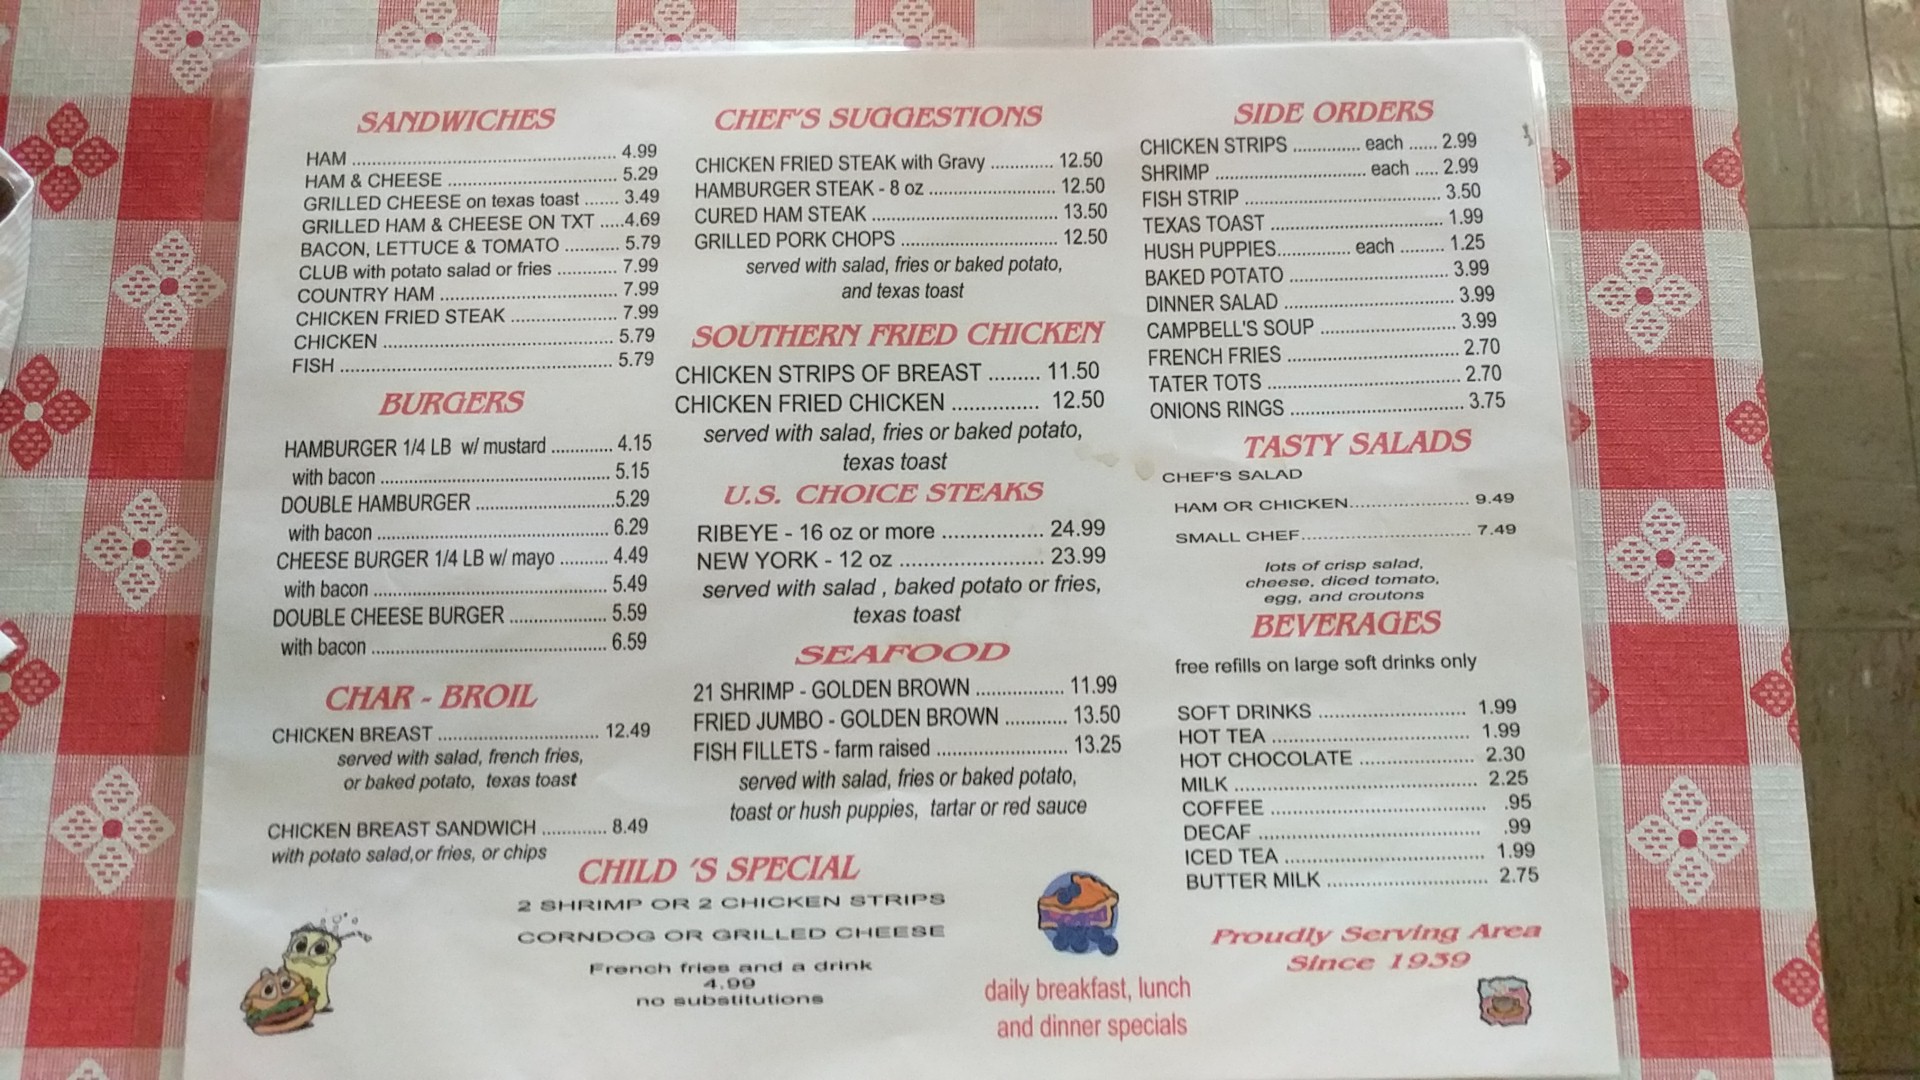 SANDWICHES
HAM ........ 4.99
HAM & CHEESE ........ 5.29
GRILLED CHEESE on texas toast ....... 3.49
GRILLED HAM & CHEESE ON TXT .....4.69
BACON, LETTUCE & TOMATO ........... 5.79
CLUB with potato salad or fries ............ 7.99
COUNTRY HAM ........ 7.99
CHICKEN FRIED STEAK ........ 7.99
CHICKEN ........ 5.79
FISH ........ 5.79
BURGERS
HAMBURGER 1/4 LB w/ mustard ............. 4.15
with bacon ........ 5.15
DOUBLE HAMBURGER ........5.29
with bacon ........ 6.29
CHEESE BURGER 1/4 LB w/ mayo .......... 4.49
with bacon ........ 5.49
DOUBLE CHEESE BURGER ........ 5.59
with bacon ........ 6.59
CHAR - BROIL
CHICKEN BREAST ........ 12.49
served with salad, french fries,
or baked potato, texas toast
CHICKEN BREAST SANDWICH ............ 8.49
with potato salad,or fries, or chips
CHEF'S SUGGESTIONS
CHICKEN FRIED STEAK with Gravy ............ 12.50
HAMBURGER STEAK - 8 oz ........ 12.50
CURED HAM STEAK ........ 13.50
GRILLED PORK CHOPS ........ 12.50
served with salad, fries or baked potato,
and texas toast
SOUTHERN FRIED CHICKEN
CHICKEN STRIPS OF BREAST ......... 11.50
CHICKEN FRIED CHICKEN ............... 12.50
served with salad, fries or baked potato,
texas toast
U.S. CHOICE STEAKS
RIBEYE - 16 oz or more ................. 24.99
NEW YORK - 12 oz ........ 23.99
served with salad , baked potato or fries,
texas toast
SEAFOOD
21 SHRIMP - GOLDEN BROWN ................. 11.99
FRIED JUMBO - GOLDEN BROWN ............ 13.50
FISH FILLETS - farm raised ........ 13.25
served with salad, fries or baked potato,
toast or hush puppies, tartar or red sauce
CHILD 'S SPECIAL
2 SHRIMP OR 2 CHICKEN STRIPS
CORNDOG OR GRILLED CHEESE
French fries and a drink
4.99
no substitutions
daily breakfast, lunch
and dinner specials
SIDE ORDERS
CHICKEN STRIPS ............. each ...... 2.99
SHRIMP ........ each ..... 2.99
FISH STRIP ........ 3.50
TEXAS TOAST ........ 1.99
HUSH PUPPIES............... each ......... 1.25
BAKED POTATO ........ 3.99
DINNER SALAD ........ 3.99
CAMPBELL'S SOUP ........ 3.99
FRENCH FRIES ........ 2.70
TATER TOTS ........ 2.70
ONIONS RINGS ........ 3.75
TASTY SALADS
CHEF'S SALAD
HAM OR CHICKEN........ 9.49
SMALL CHEF........ 7.49
lots of crisp salad,
cheese, diced tomato,
egg, and croutons
BEVERAGES
free refills on large soft drinks only
SOFT DRINKS ........ 1.99
HOT TEA ........ 1.99
HOT CHOCOLATE ........ 2.30
MILK ........ 2.25
COFFEE ........ .95
DECAF ........ .99
ICED TEA ........ 1.99
BUTTER MILK ........ 2.75
Proudly Serving Area
Since 1939